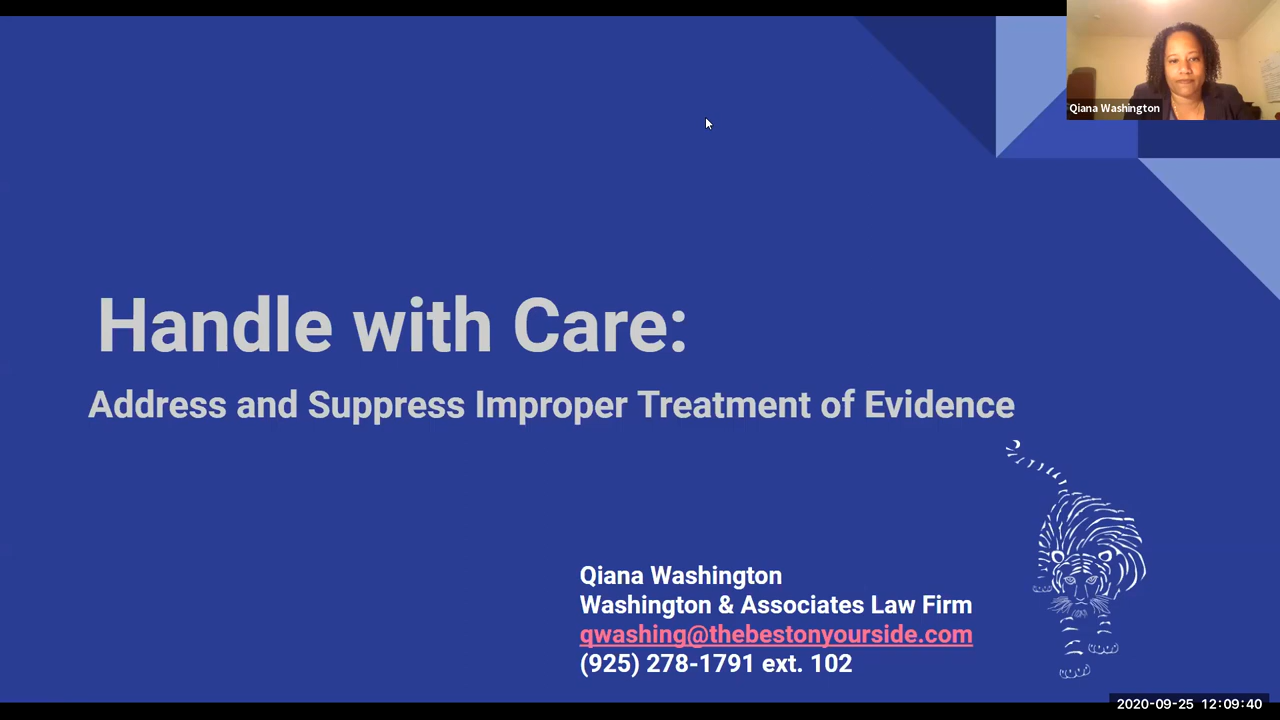 Qiana Washington
Handle with Care:
Address and Suppress Improper Treatment of Evidence
Qiana Washington
Washington & Associates Law Firm
qwashing@thebestonyourside.com
(925) 278-1791 ext. 102
2020-09-25 12:09:40